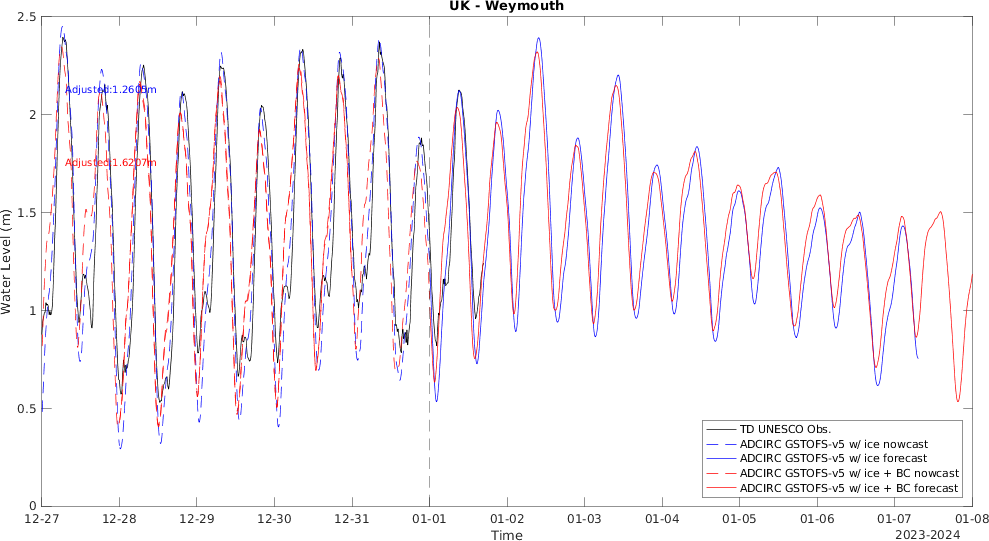 UK - Weymouth
2.5
2
1.5
1
0.5
0
Water Level (m)
Adjusted:1.2605m
Adjusted:1.6207m
TD UNESCO Obs.
ADCIRC GSTOFS-v5 w/ ice nowcast
ADCIRC GSTOFS-v5 w/ ice forecast
ADCIRC GSTOFS-v5 w/ ice + BC nowcast
ADCIRC GSTOFS-v5 w/ ice + BC forecast
12-27 12-28 12-29 12-30 12-31 01-01 01-02 01-03 01-04 01-05 01-06 01-07 01-08
Time
2023-2024